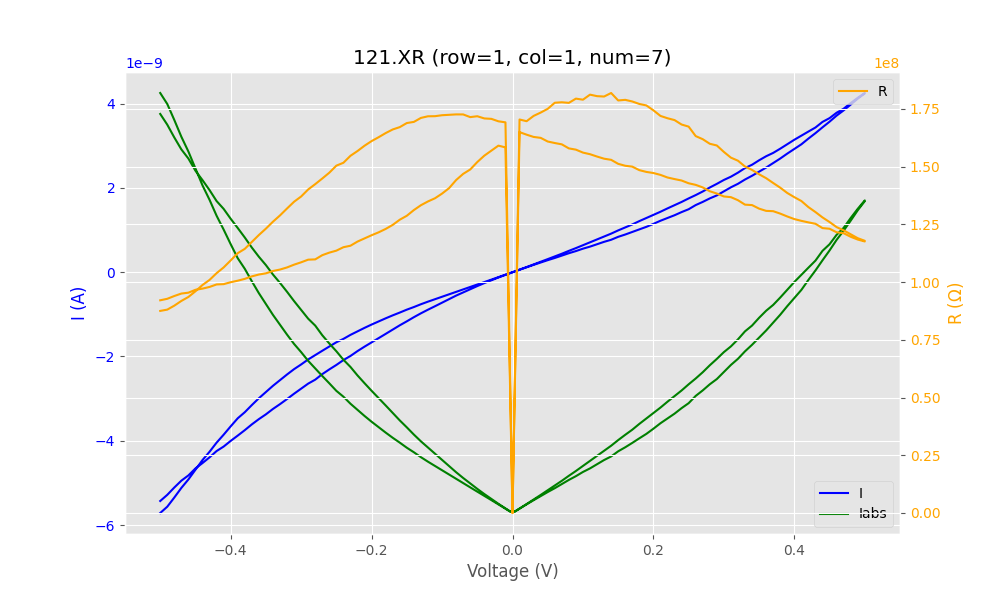 121.XR (row=1, col=1, num=7)
1e−9
1e8
R
4
2
0
−2
−4
−6
I (A)
1.75
1.50
1.25
1.00
0.75
0.50
0.25
0.00
R (Ω)
I
Iabs
−0.4
−0.2
0.0
0.2
0.4
Voltage (V)